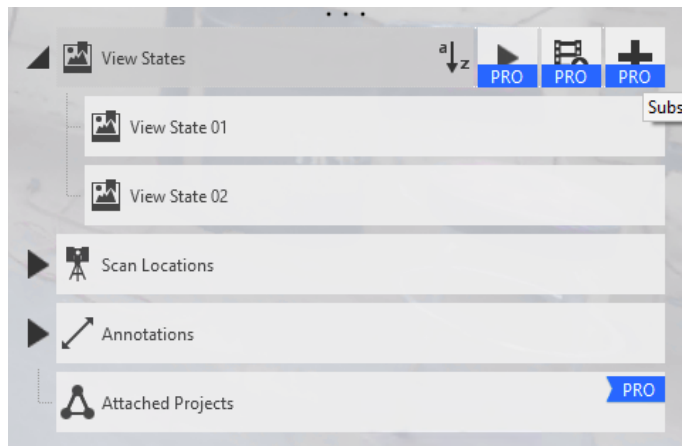 View States
a z
PRO PRO PRO
Subs
View State 01
View State 02
Scan Locations
Annotations
PRO
Attached Projects